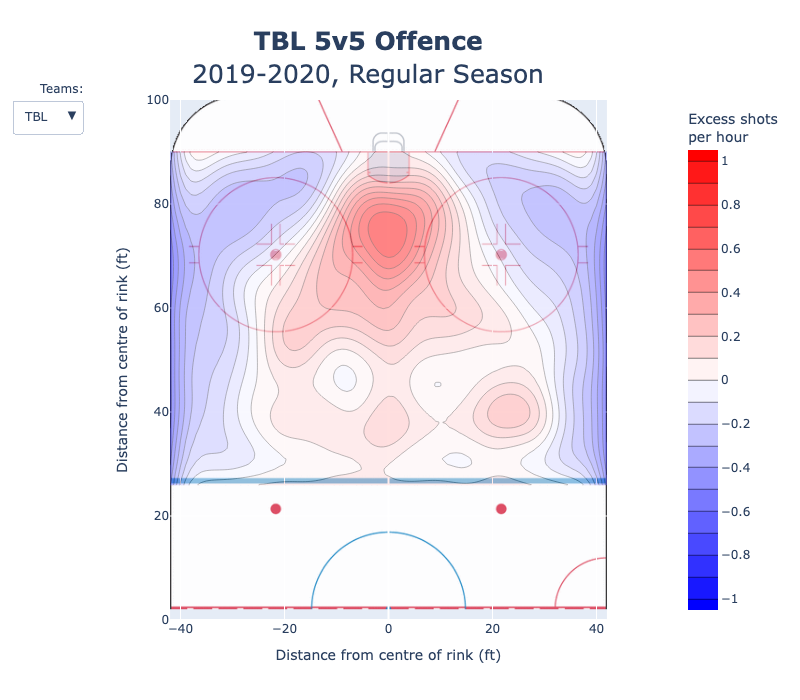 TBL 5v5 Offence
2019-2020, Regular Season
Teams:
TBL ▼
Excess shots
per hour
1
0.8
0.6
0.4
0.2
0
−0.2
−0.4
−0.6
−0.8
−1
100
80
60
40
20
0
Distance from centre of rink (ft)
−40
−20
0
20
40
Distance from centre of rink (ft)